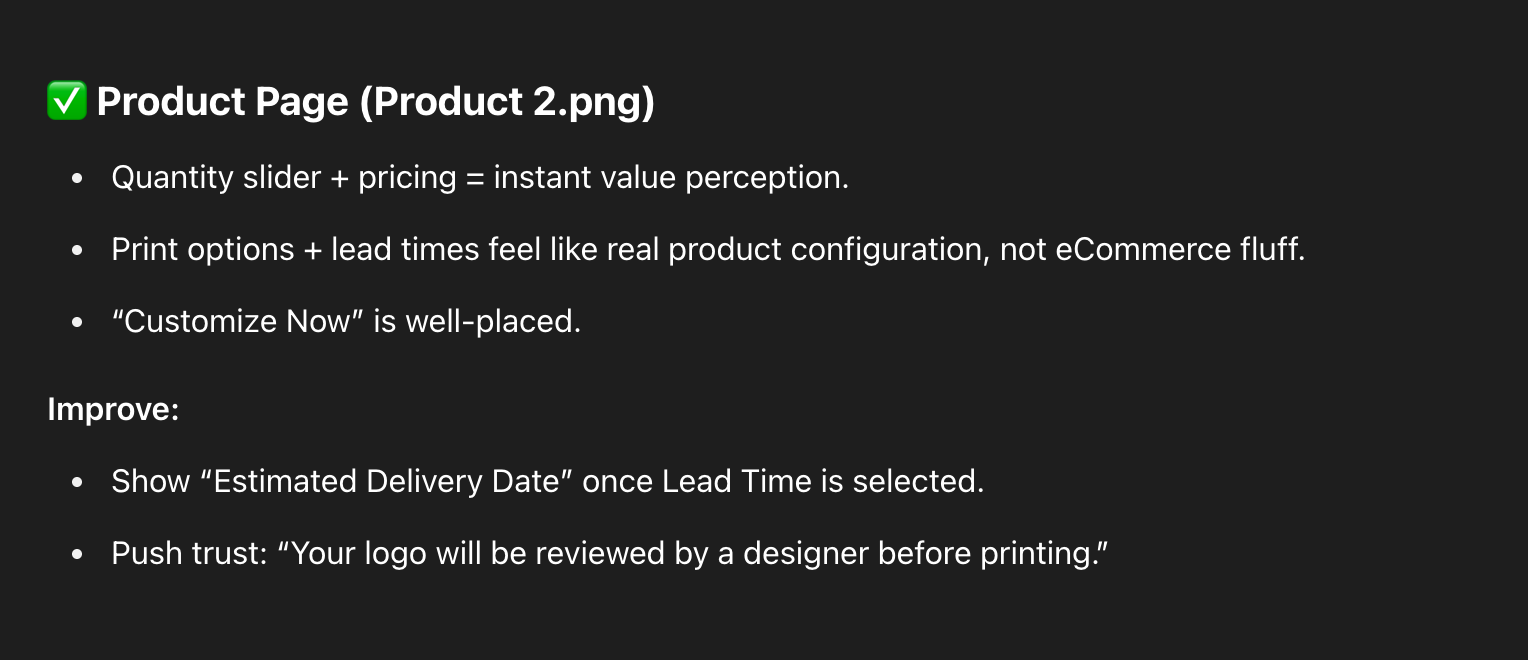 ✅ Product Page (Product 2.png)
• Quantity slider + pricing = instant value perception.
• Print options + lead times feel like real product configuration, not eCommerce fluff.
• “Customize Now” is well-placed.
Improve:
• Show “Estimated Delivery Date” once Lead Time is selected.
• Push trust: “Your logo will be reviewed by a designer before printing.”